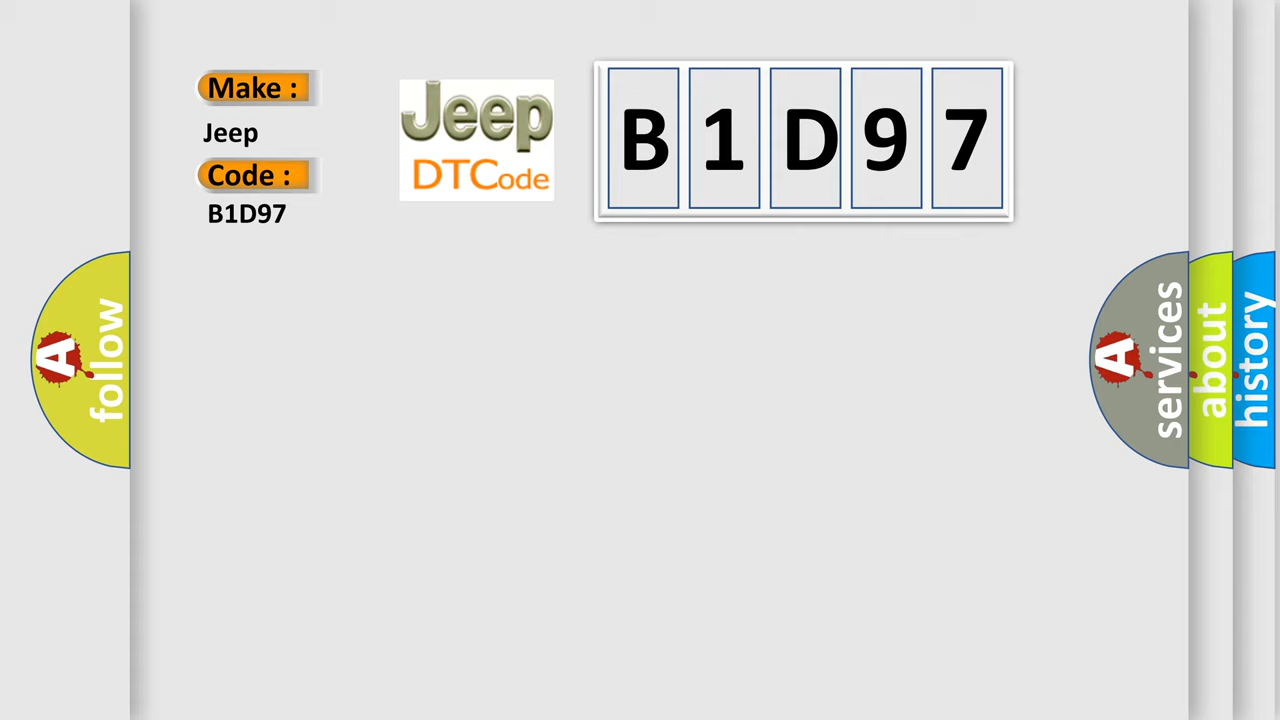 Make :
Jeep
Code :
B1D97
Jeep
DTCode
B 1 D 9 7
A follow
A services
about
history